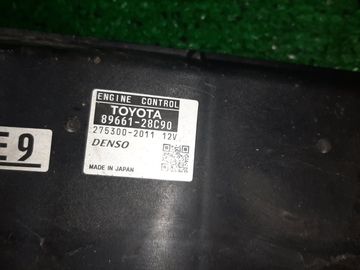 ENGINE CONTROL
TOYOTA
89661-28C90
275300-2011 12V
DENSO
MADE IN JAPAN
E9